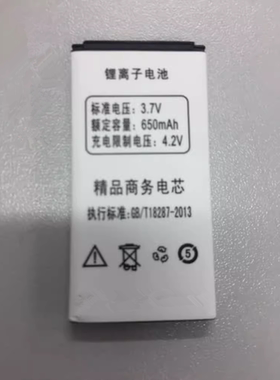 锂离子电池
标准电压: 3.7V
额定容量: 650mAh
充电限制电压: 4.2V
精品商务电芯
执行标准: GB/T18287-2013
5